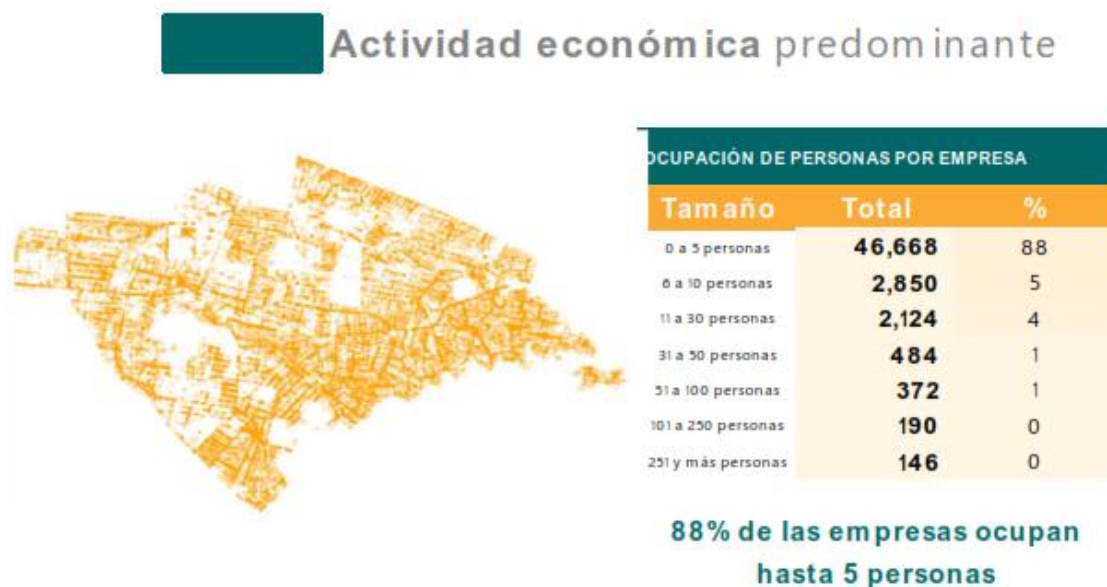 Actividad económica predominante
OCUPACIÓN DE PERSONAS POR EMPRESA
Tamaño Total %
0 a 5 personas 46,668 88
6 a 10 personas 2,850 5
11 a 30 personas 2,124 4
31 a 50 personas 484 1
51 a 100 personas 372 1
101 a 250 personas 190 0
251 y más personas 146 0
88% de las empresas ocupan
hasta 5 personas